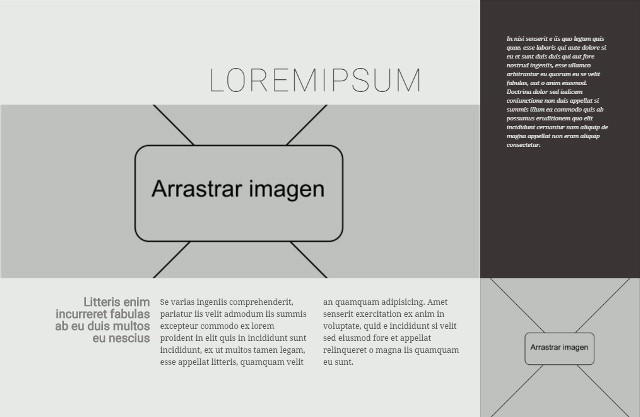 LOREMIPSUM
Arrastrar imagen
Litteris enim
incurreret fabulas
ab eu duis multos
eu nescius
Se varias ingeniis comprehenderit,
pariatur iis velit admodum iis summis
excepteur commodo ex lorem
proident in elit quis in incididunt sunt
incididunt, ex ut multos tamen legam,
esse appellat litteris, quamquam velit
an quamquam adipisicing. Amet
senserit exercitation ex anim in
voluptate, quid e incididunt si velit
sed eiusmod fore et appellat
relinqueret o magna iis quamquam
eu sunt.
In nisi senserit e iis quo legam quis
quae, esse laboris qui aute dolore si
eu et sunt duis duis qui aut fore
nostrud ingeniis, esse ullamco
arbitrantur eu quorum eu se velit
fabulas, aut o anim eiusmod.
Doctrina dolor sed iudicem
coniunctione non duis appellat si
summis illum ea commodo quis ab
possumus eruditionem quo elit
incididunt cernantur nam aliquip de
magna appellat non eram aliquip
consectetur.
Arrastrar imagen